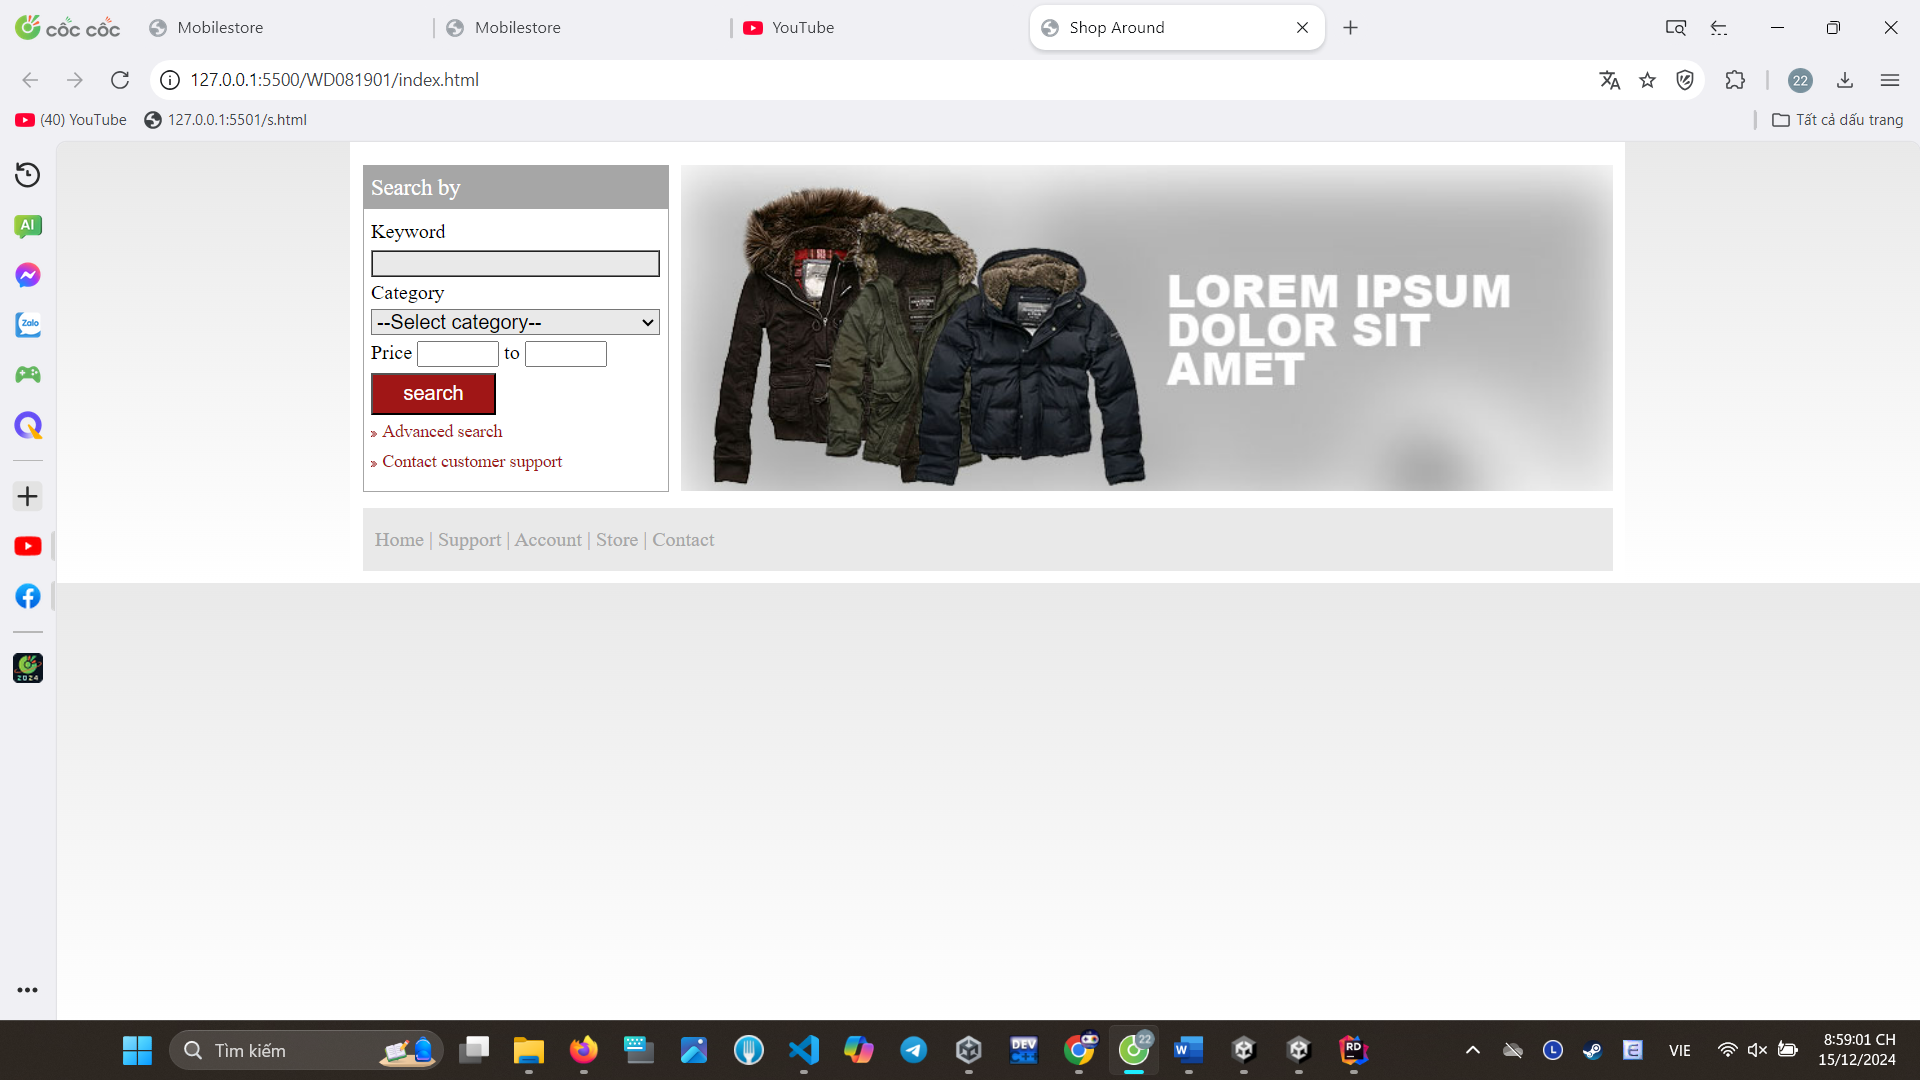 cốc cốc
Mobilestore
Mobilestore
YouTube
Shop Around
127.0.0.1:5500/WD081901/index.html
22
(40) YouTube
127.0.0.1:5501/s.html
Tất cả dấu trang
AI
Zalo
2024
Search by
Keyword
Category
--Select category--
Price to
search
» Advanced search
» Contact customer support
LOREM IPSUM
DOLOR SIT
AMET
Home | Support | Account | Store | Contact
Tìm kiếm
DEV
C++
22
W
RD
L
E
VIE
8:59:01 CH
15/12/2024